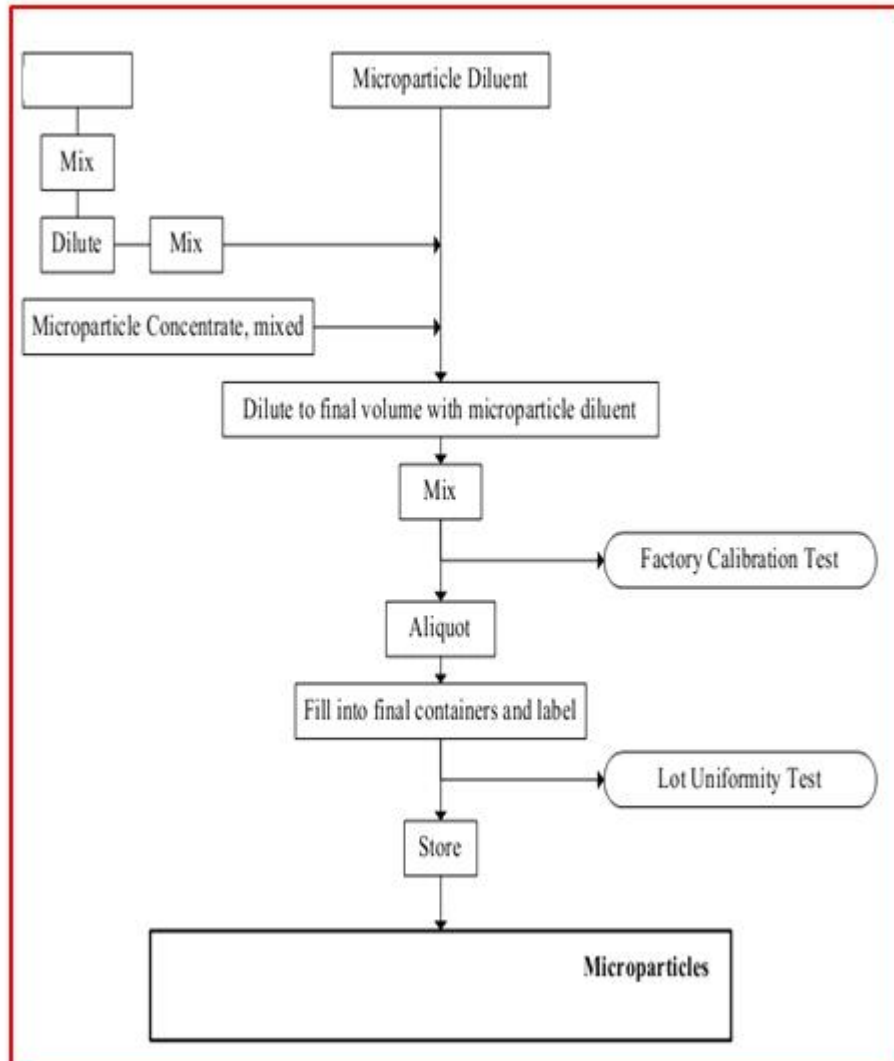 Microparticle Diluent
Mix
Dilute
Mix
Microparticle Concentrate, mixed
Dilute to final volume with microparticle diluent
Mix
Factory Calibration Test
Aliquot
Fill into final containers and label
Lot Uniformity Test
Store
Microparticles